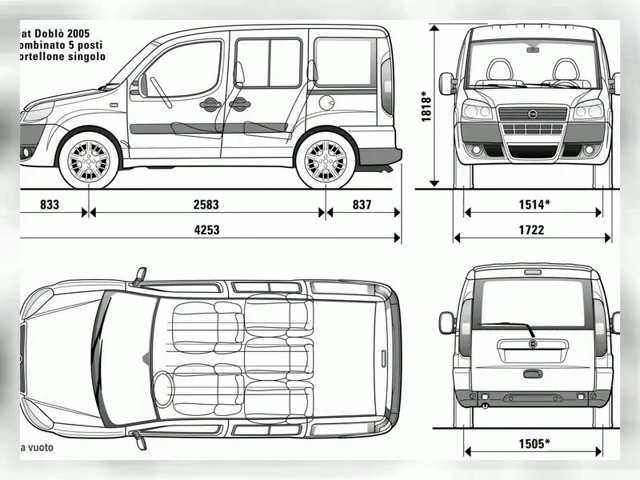 at Doblò 2005
ombinato 5 posti
ortellone singolo
1818*
833
2583
837
4253
1514*
1722
a vuoto
1505*